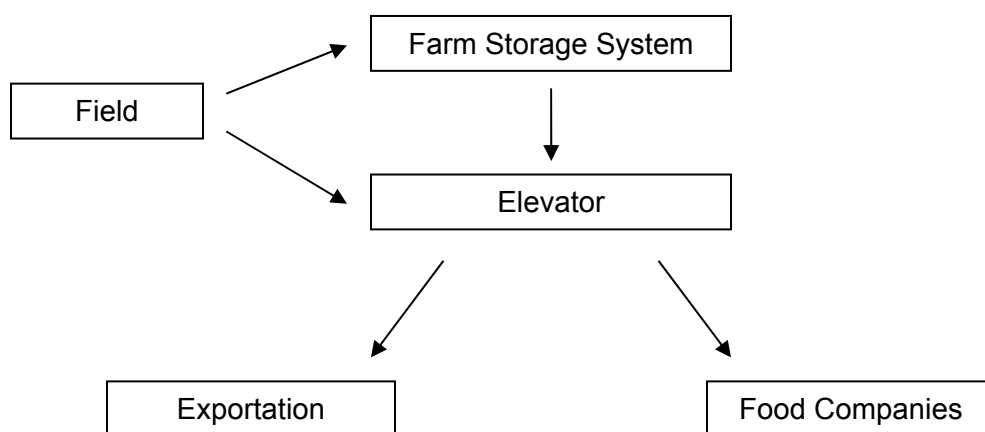 Farm Storage System
Field
Elevator
Exportation
Food Companies